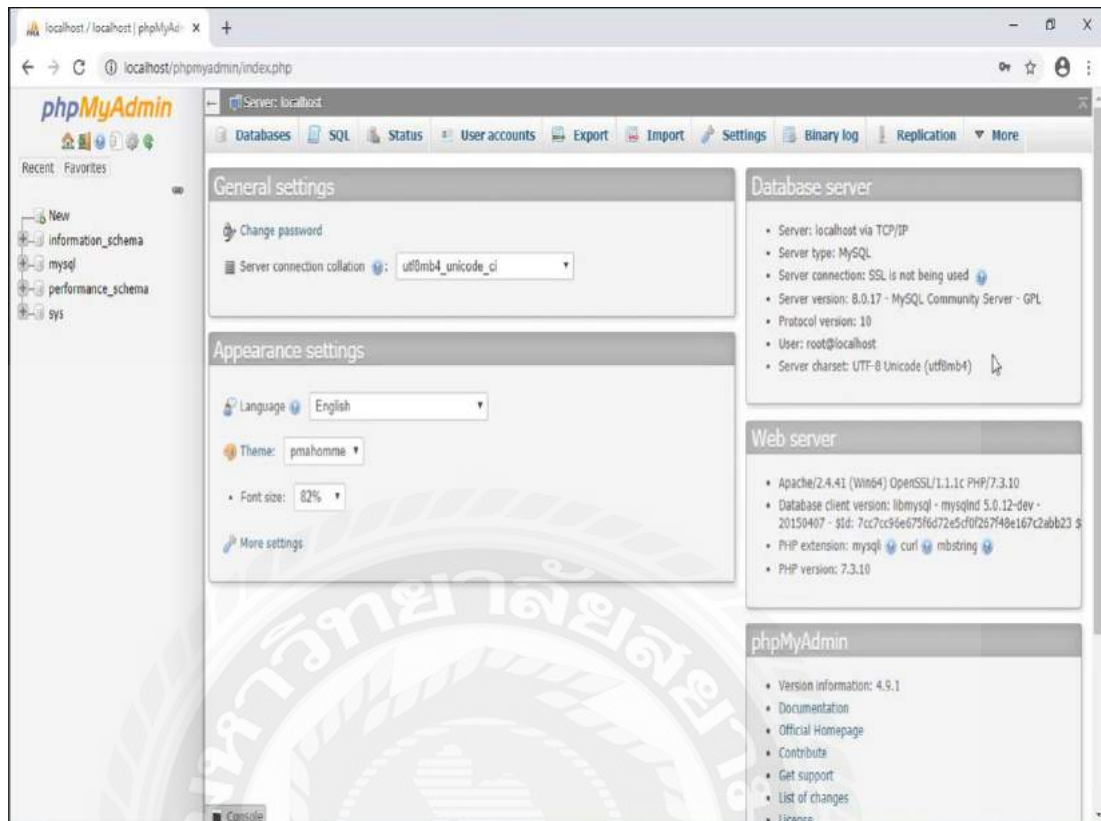 localhost / localhost | phpMyAd
localhost/phpmyadmin/index.php
phpMyAdmin
Recent Favorites
New
information_schema
mysql
performance_schema
sys
Server: localhost
Databases SQL Status User accounts Export Import Settings Binary log Replication More
General settings
Change password
Server connection collation : utf8mb4_unicode_ci
Appearance settings
Language English
Theme: pmahomme
Font size: 82%
More settings
Database server
Server: localhost via TCP/IP
Server type: MySQL
Server connection: SSL is not being used
Server version: 8.0.17 - MySQL Community Server - GPL
Protocol version: 10
User: root@localhost
Server charset: UTF-8 Unicode (utf8mb4)
Web server
Apache/2.4.41 (Win64) OpenSSL/1.1.1c PHP/7.3.10
Database client version: libmysql - mysqlnd 5.0.12-dev -
20150407 - $Id: 7cc7cc96e675f6d72e5cf0f267f48e167c2abb23 $
PHP extension: mysqli curl mbstring
PHP version: 7.3.10
phpMyAdmin
Version information: 4.9.1
Documentation
Official Homepage
Contribute
Get support
List of changes
License
Console